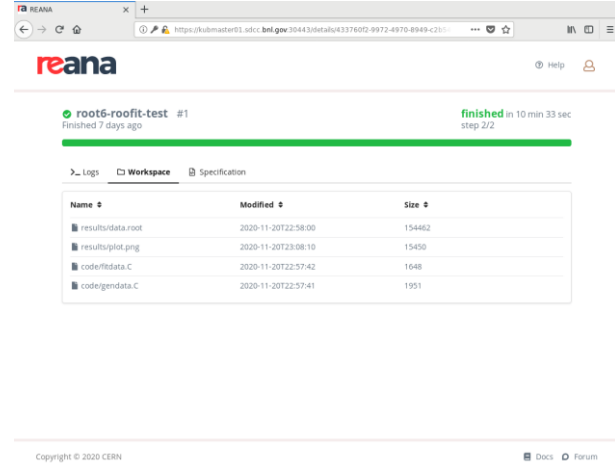 ra REANA × +
https://kubmaster01.sdcc.bnl.gov:30443/details/433760f2-9972-4970-8949-c2
reana Help
root6-roofit-test #1 finished in 10 min 33 sec
Finished 7 days ago step 2/2
>_ Logs Workspace Specification
Name Modified Size
results/data.root 2020-11-20T22:58:00 154462
results/plot.png 2020-11-20T23:08:10 15450
code/fitdata.C 2020-11-20T22:57:42 1648
code/gendata.C 2020-11-20T22:57:41 1951
Copyright © 2020 CERN Docs Forum